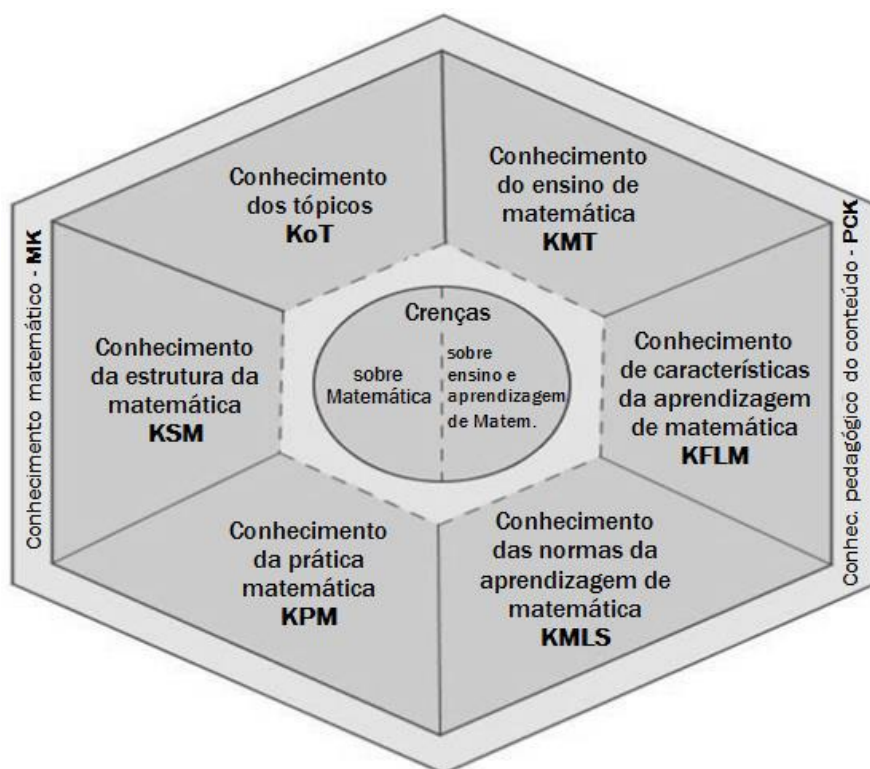 Conhecimento
dos tópicos
KoT
Conhecimento
do ensino de
matemática
KMT
Conhecimento matemático - MK
Conhecimento
da estrutura da
matemática
KSM
Crenças
sobre
Matemática
sobre
ensino e
aprendizagem
de Matem.
Conhecimento
de características
da aprendizagem
de matemática
KFLM
Conhec. pedagógico do conteúdo - PCK
Conhecimento
da prática
matemática
KPM
Conhecimento
das normas da
aprendizagem de
matemática
KMLS